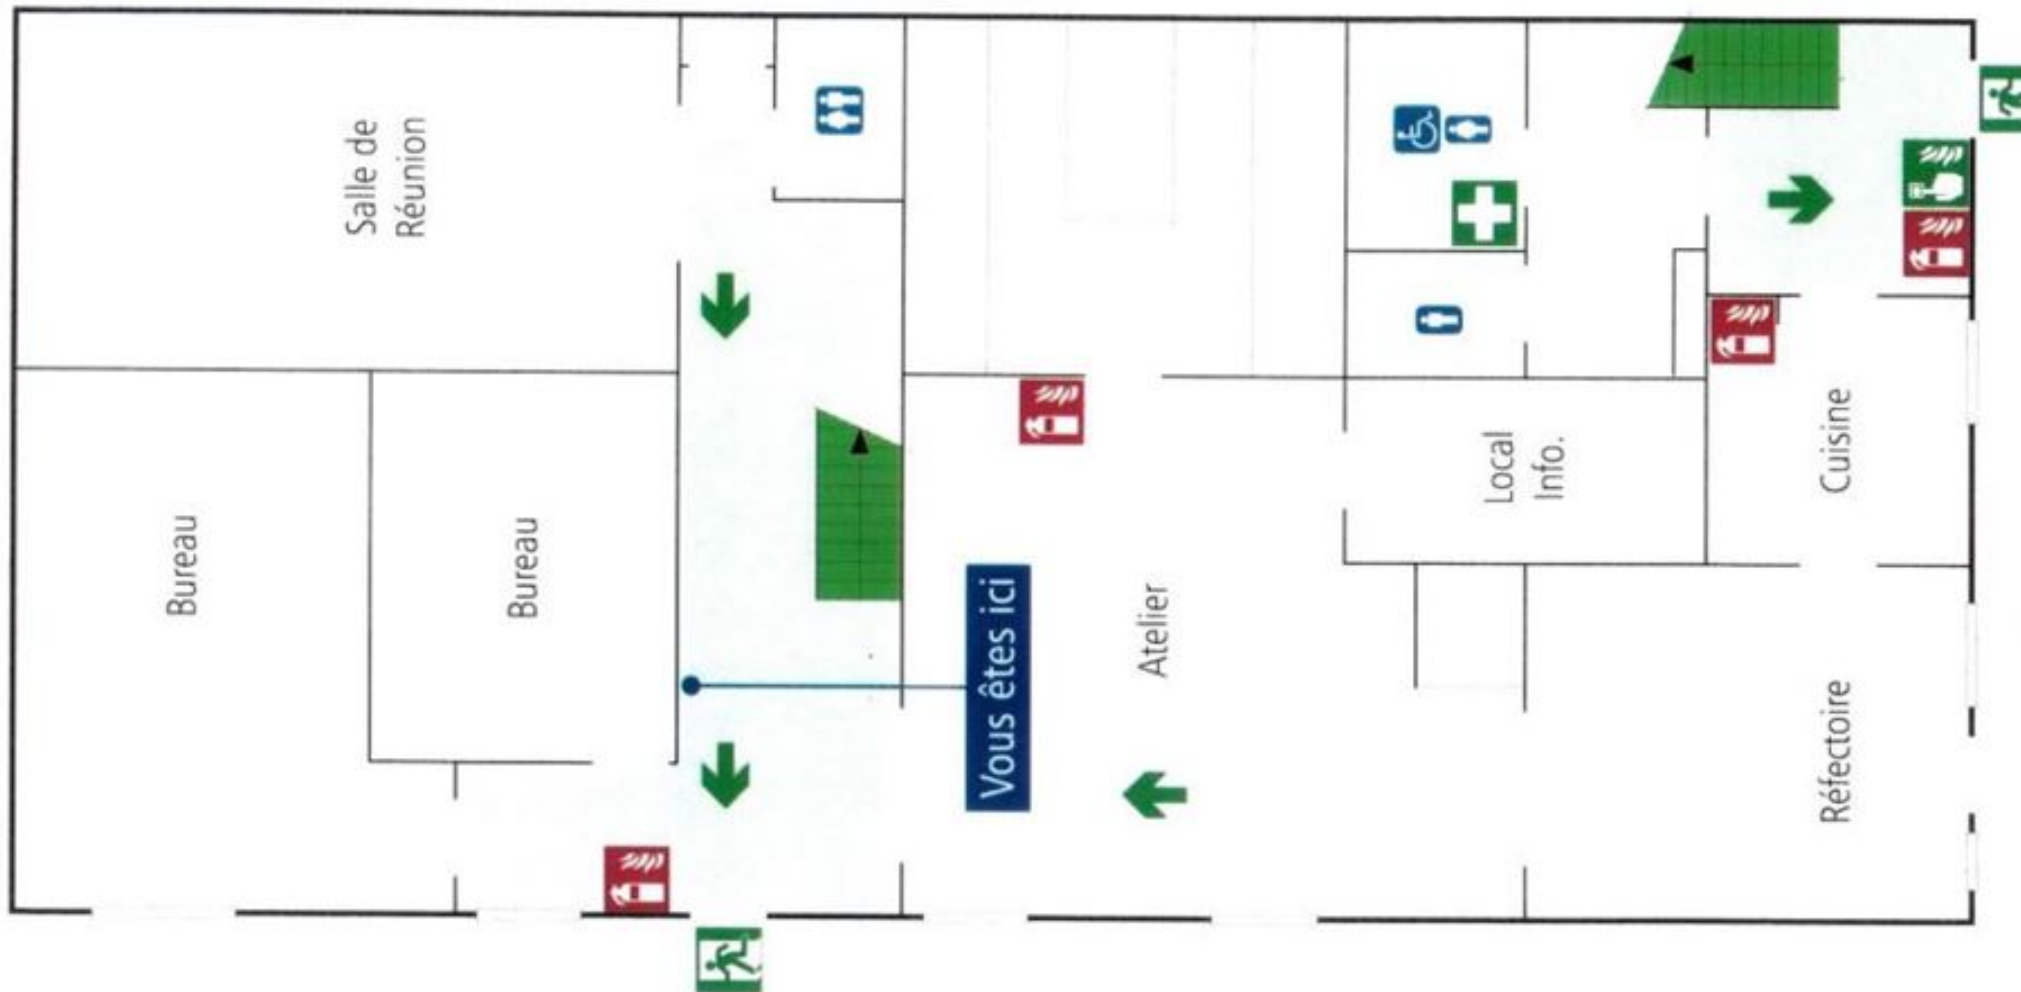 Salle de
Réunion
Bureau
Bureau
Vous êtes ici
Atelier
Local
Info.
Cuisine
Réfectoire